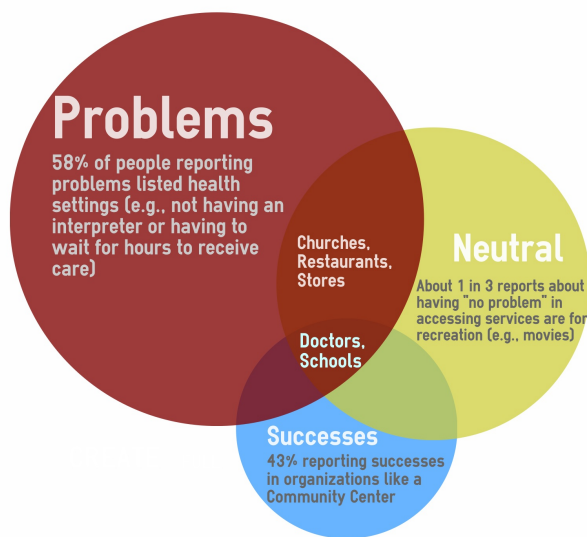 Problems
58% of people reporting
problems listed health
settings (e.g., not having an
interpreter or having to
wait for hours to receive
care)
Churches,
Restaurants,
Stores
Neutral
About 1 in 3 reports about
having "no problem" in
accessing services are for
recreation (e.g., movies)
Doctors,
Schools
Successes
43% reporting successes
in organizations like a
Community Center